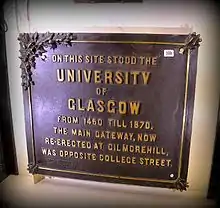 ON THIS SITE STOOD THE
UNIVERSITY
OF
GLASGOW
FROM 1460 TILL 1870,
THE MAIN GATEWAY, NOW
RE-ERECTED AT GILMOREHILL,
WAS OPPOSITE COLLEGE STREET.